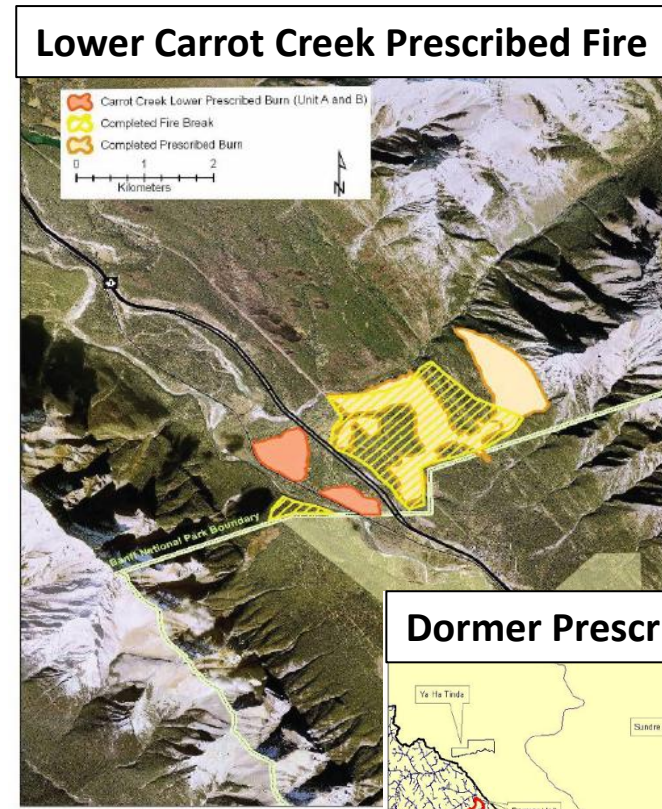 Lower Carrot Creek Prescribed Fire
Carrot Creek Lower Prescribed Burn (Unit A and B)
Completed Fire Break
Completed Prescribed Burn
0 1 2
Kilometers
N
1
Banff National Park Boundary
Dormer Prescr
Ya Ha Tinda
Sundre